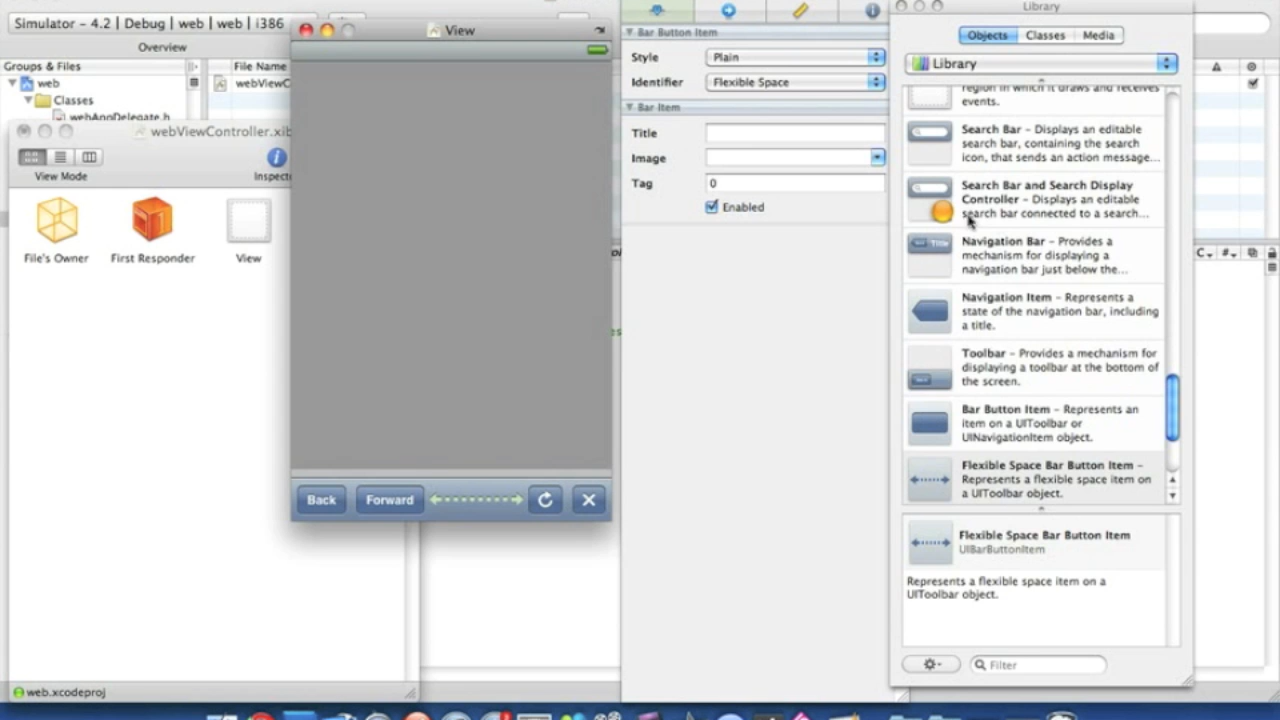 Simulator – 4.2 | Debug | web | web | i386
Overview
Groups & Files
File Name
web
webViewC
Classes
webAppDelegate.h
webViewController.xib
View Mode
Inspecto
File's Owner
First Responder
View
web.xcodeproj
View
Back
Forward
Bar Button Item
Style
Plain
Identifier
Flexible Space
Bar Item
Title
Image
Tag
0
Enabled
Library
Objects
Classes
Media
Library
region in which it draws and receives
events.
Search Bar – Displays an editable
search bar, containing the search
icon, that sends an action message...
Search Bar and Search Display
Controller – Displays an editable
search bar connected to a search...
Navigation Bar – Provides a
mechanism for displaying a
navigation bar just below the...
Navigation Item – Represents a
state of the navigation bar, including
a title.
Toolbar – Provides a mechanism for
displaying a toolbar at the bottom of
the screen.
Bar Button Item – Represents an
item on a UIToolbar or
UINavigationItem object.
Flexible Space Bar Button Item –
Represents a flexible space item on
a UIToolbar object.
Flexible Space Bar Button Item
UIBarButtonItem
Represents a flexible space item on a
UIToolbar object.
Filter